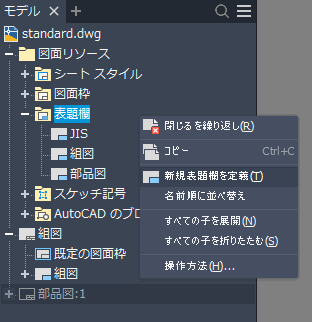 モデル × +
standard.dwg
図面リソース
シート スタイル
図面枠
表題欄
JIS
組図
部品図
スケッチ記号
AutoCAD のブロ
組図
既定の図面枠
組図
部品図:1
閉じるを繰り返し(R)
コピー Ctrl+C
新規表題欄を定義(T)
名前順に並べ替え
すべての子を展開(N)
すべての子を折りたたむ(S)
操作方法(H)...